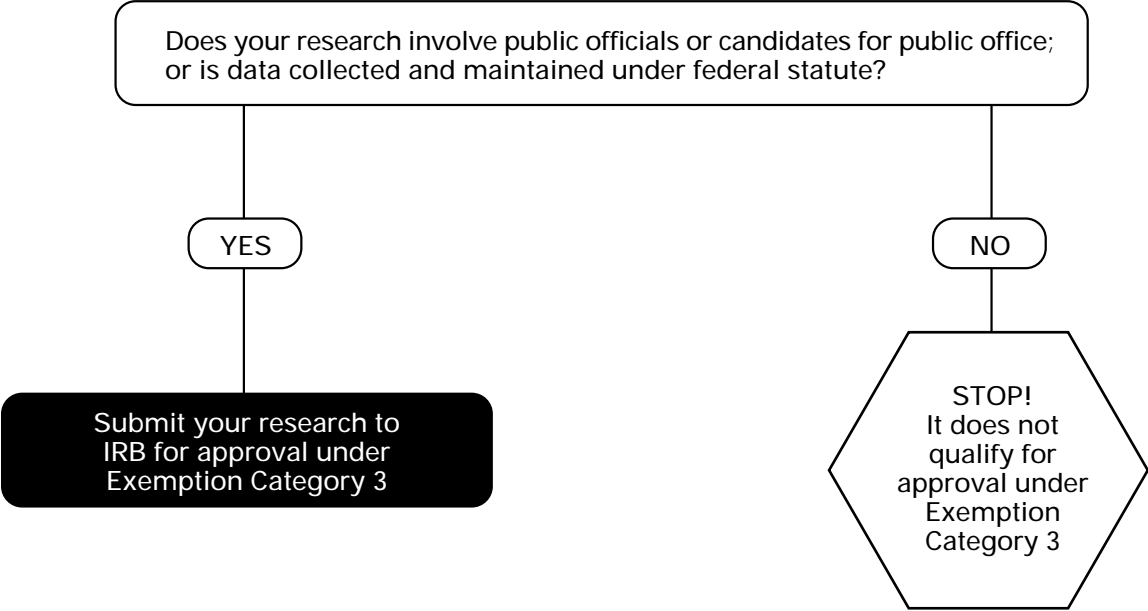 Does your research involve public officials or candidates for public office;
or is data collected and maintained under federal statute?
YES
NO
Submit your research to
IRB for approval under
Exemption Category 3
STOP!
It does not
qualify for
approval under
Exemption
Category 3